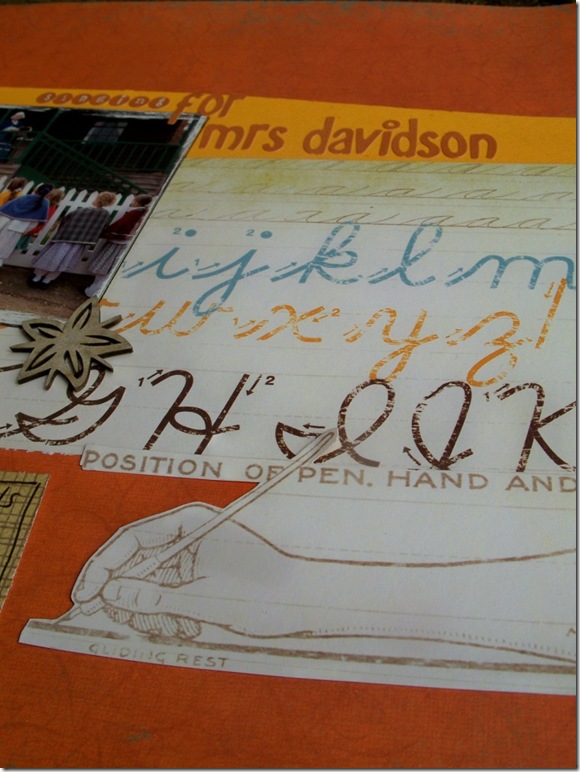 for
mrs davidson
i j k l m
w x y z
G H I J K
POSITION OF PEN. HAND AND
GLIDING REST